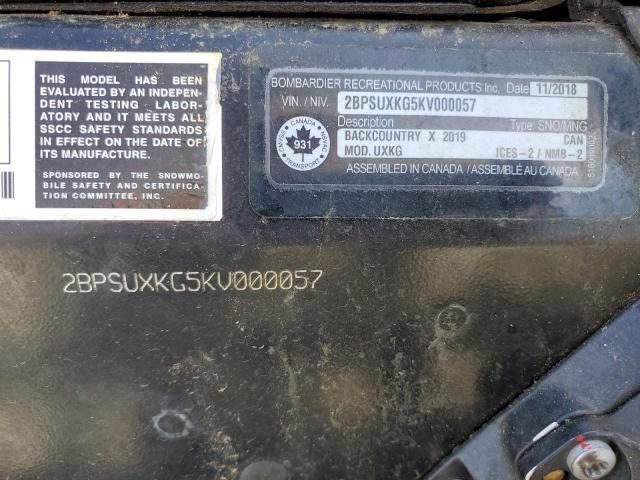 THIS MODEL HAS BEEN
EVALUATED BY AN INDEPEN-
DENT TESTING LABOR-
ATORY AND IT MEETS ALL
SSCC SAFETY STANDARDS
IN EFFECT ON THE DATE OF
ITS MANUFACTURE.
SPONSORED BY THE SNOWMO-
BILE SAFETY AND CERTIFICA-
TION COMMITTEE, INC.
BOMBARDIER RECREATIONAL PRODUCTS Inc. Date 11/2018
VIN./ NIV. 2BPSUXKG5KV000057
Description Type: SNO/MNG
BACKCOUNTRY X 2019 CAN
MOD. UXKG ICES-2 / NMB-2
ASSEMBLED IN CANADA /ASSEMBLÉ AU CANADA
CANADA
931
TRANSPORT
2BPSUXKG5KV000057